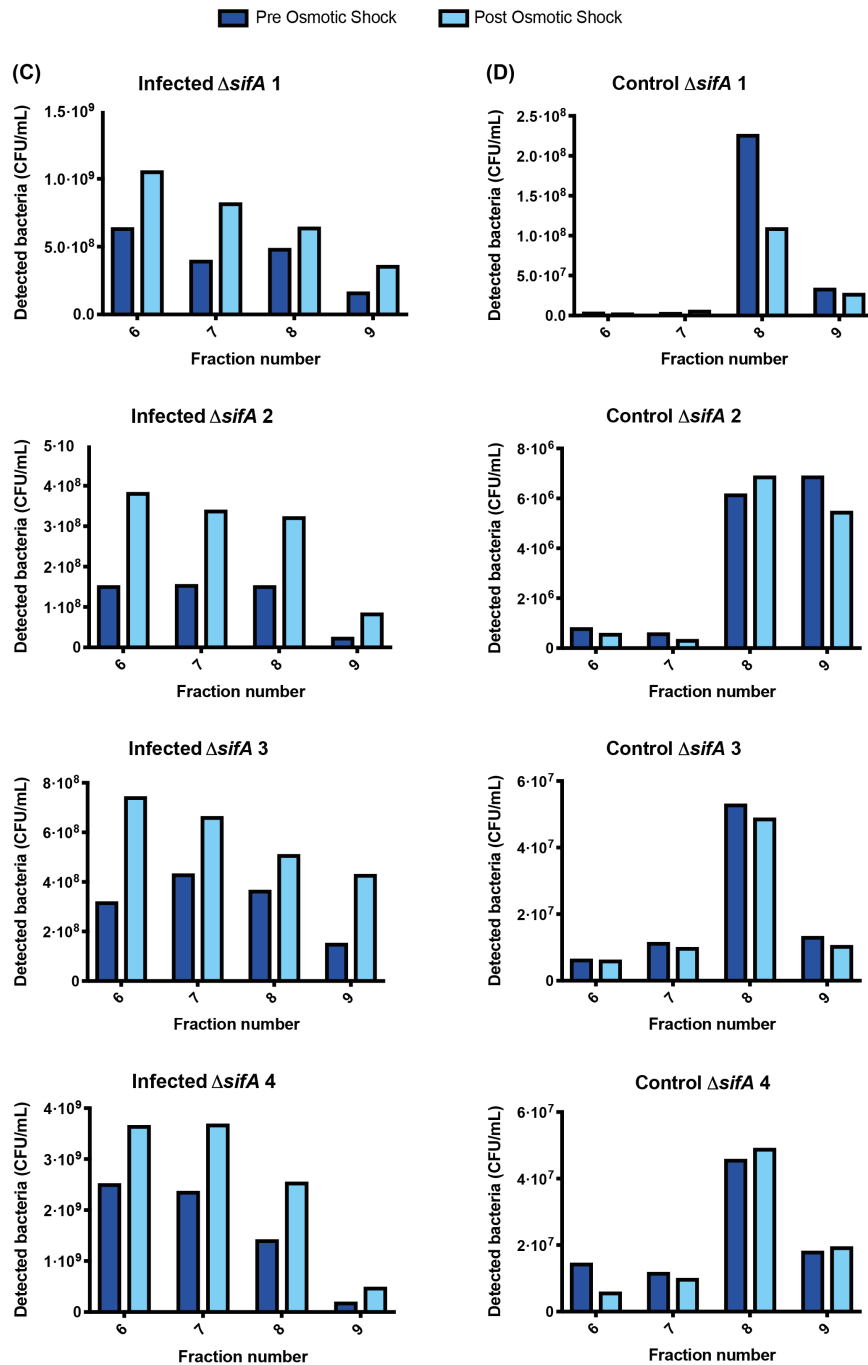 Pre Osmotic Shock Post Osmotic Shock
(C) (D)
Infected ΔsifA 1
Detected bacteria (CFU/mL)
1.5·10⁹
1.0·10⁹
5.0·10⁸
0.0
6 7 8 9
Fraction number
Control ΔsifA 1
Detected bacteria (CFU/mL)
2.5·10⁸
2.0·10⁸
1.5·10⁸
1.0·10⁸
5.0·10⁷
0.0
6 7 8 9
Fraction number
Infected ΔsifA 2
Detected bacteria (CFU/mL)
5·10
4·10⁸
3·10⁸
2·10⁸
1·10⁸
0
6 7 8 9
Fraction number
Control ΔsifA 2
Detected bacteria (CFU/mL)
8·10⁶
6·10⁶
4·10⁶
2·10⁶
0
6 7 8 9
Fraction number
Infected ΔsifA 3
Detected bacteria (CFU/mL)
8·10⁸
6·10⁸
4·10⁸
2·10⁸
0
6 7 8 9
Fraction number
Control ΔsifA 3
Detected bacteria (CFU/mL)
6·10⁷
4·10⁷
2·10⁷
0
6 7 8 9
Fraction number
Infected ΔsifA 4
Detected bacteria (CFU/mL)
4·10⁹
3·10⁹
2·10⁹
1·10⁹
0
6 7 8 9
Fraction number
Control ΔsifA 4
Detected bacteria (CFU/mL)
6·10⁷
4·10⁷
2·10⁷
0
6 7 8 9
Fraction number